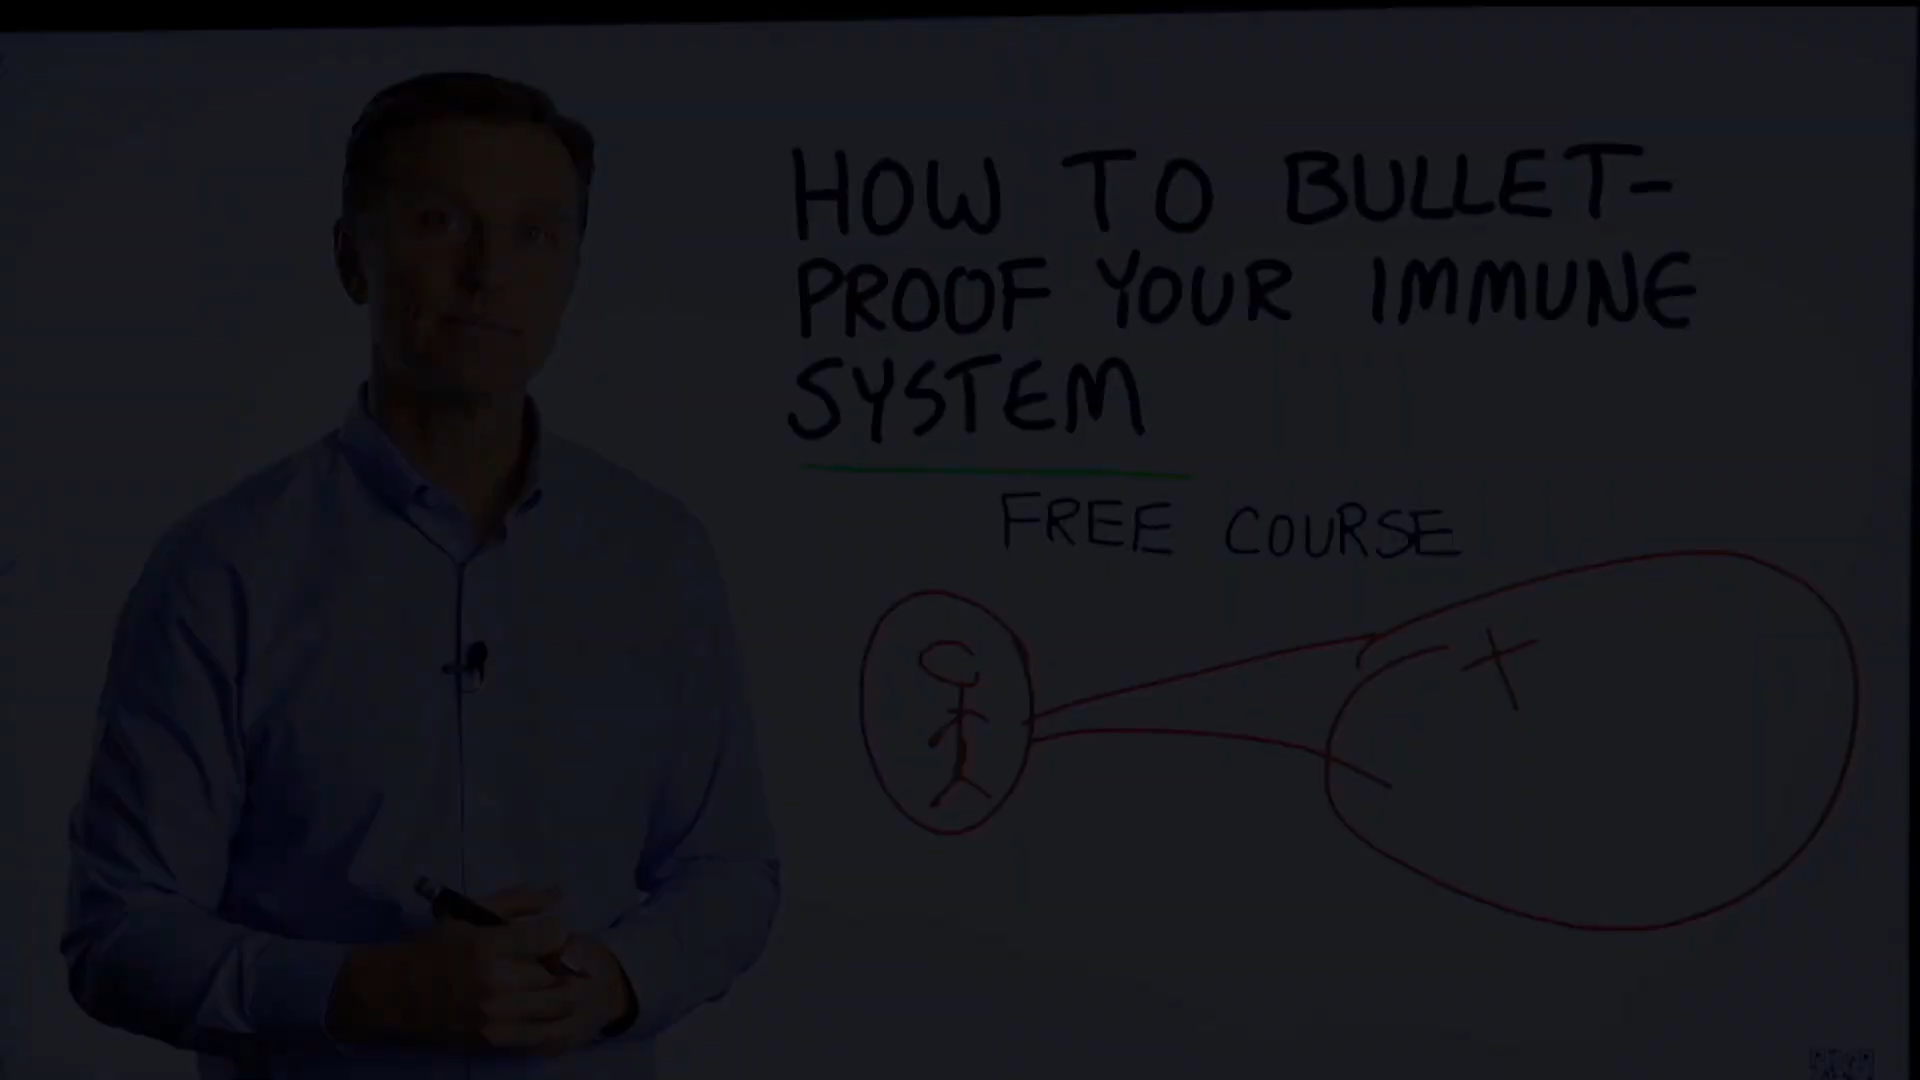 HOW TO BULLET-
PROOF YOUR IMMUNE
SYSTEM
FREE COURSE